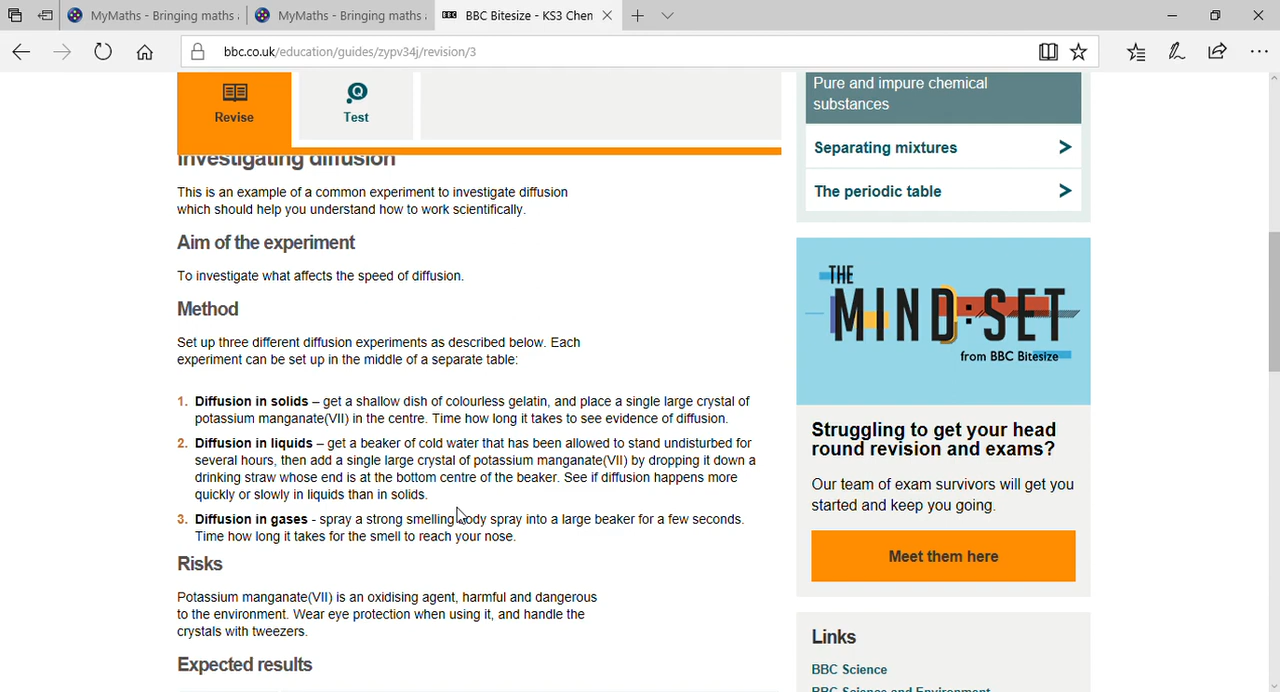 MyMaths - Bringing maths
MyMaths - Bringing maths
BBC Bitesize - KS3 Chem
bbc.co.uk/education/guides/zypv34j/revision/3
Revise
Test
Investigating diffusion
This is an example of a common experiment to investigate diffusion
which should help you understand how to work scientifically.
Aim of the experiment
To investigate what affects the speed of diffusion.
Method
Set up three different diffusion experiments as described below. Each
experiment can be set up in the middle of a separate table:
1. Diffusion in solids – get a shallow dish of colourless gelatin, and place a single large crystal of
potassium manganate(VII) in the centre. Time how long it takes to see evidence of diffusion.
2. Diffusion in liquids – get a beaker of cold water that has been allowed to stand undisturbed for
several hours, then add a single large crystal of potassium manganate(VII) by dropping it down a
drinking straw whose end is at the bottom centre of the beaker. See if diffusion happens more
quickly or slowly in liquids than in solids.
3. Diffusion in gases - spray a strong smelling body spray into a large beaker for a few seconds.
Time how long it takes for the smell to reach your nose.
Risks
Potassium manganate(VII) is an oxidising agent, harmful and dangerous
to the environment. Wear eye protection when using it, and handle the
crystals with tweezers.
Expected results
Pure and impure chemical
substances
Separating mixtures
The periodic table
THE
MIND:SET
from BBC Bitesize
Struggling to get your head
round revision and exams?
Our team of exam survivors will get you
started and keep you going.
Meet them here
Links
BBC Science
BBC Science and Environment